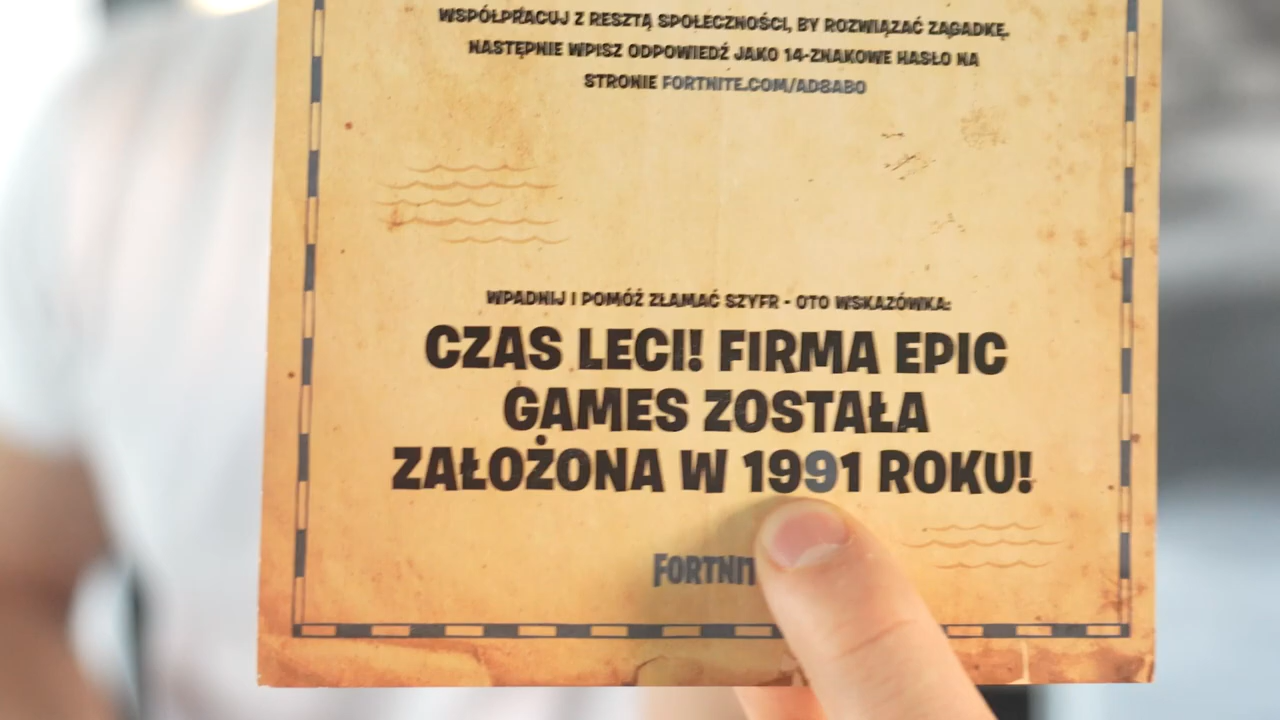 WSPÓŁPRACUJ Z RESZTĄ SPOŁECZNOŚCI, BY ROZWIĄZAĆ ZAGADKĘ,
NASTĘPNIE WPISZ ODPOWIEDŹ JAKO 14-ZNAKOWE HASŁO NA
STRONIE FORTNITE.COM/AD8AB0
WPADNIJ I POMÓŻ ZŁAMAĆ SZYFR - OTO WSKAZÓWKA:
CZAS LECI! FIRMA EPIC
GAMES ZOSTAŁA
ZAŁOŻONA W 1991 ROKU!